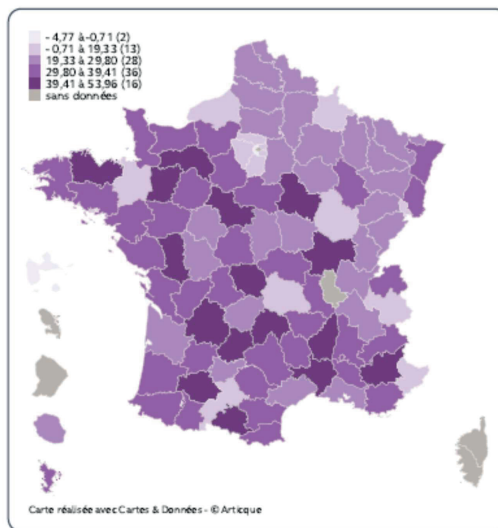 - 4,77 à -0,71 (2)
- 0,71 à 19,33 (13)
19,33 à 29,80 (28)
29,80 à 39,41 (36)
39,41 à 53,96 (16)
sans données
Carte réalisée avec Cartes & Données - © Articque